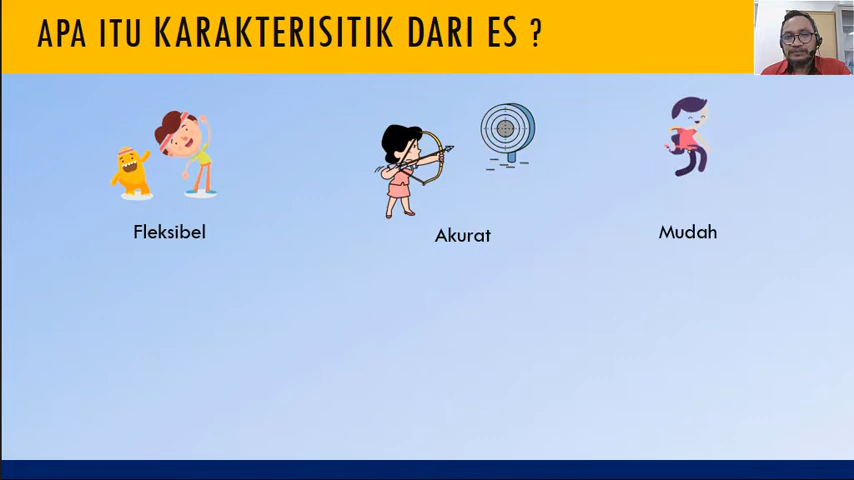 APA ITU KARAKTERISITIK DARI ES ?
Fleksibel
Akurat
Mudah